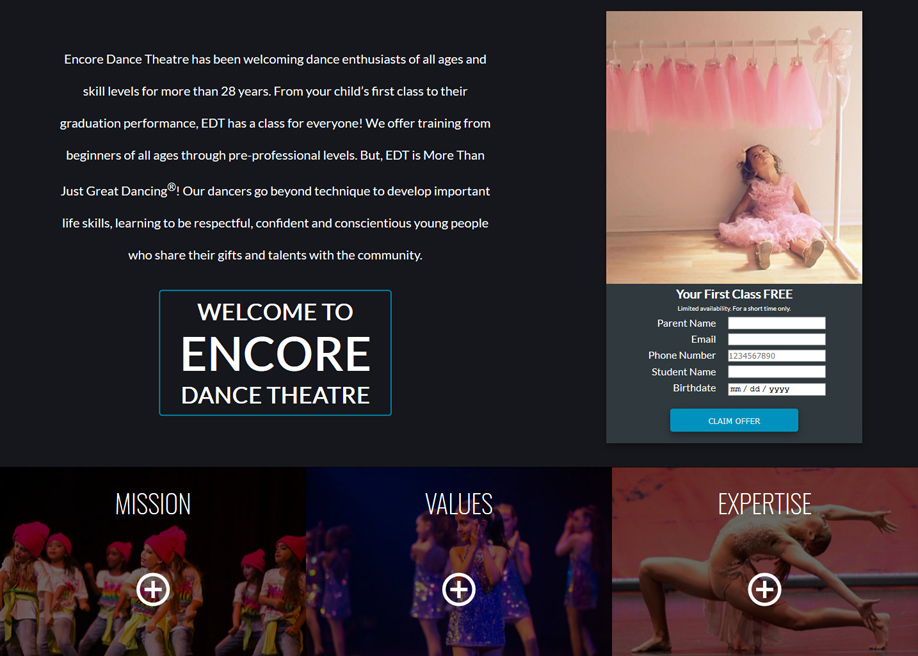 Encore Dance Theatre has been welcoming dance enthusiasts of all ages and
skill levels for more than 28 years. From your child's first class to their
graduation performance, EDT has a class for everyone! We offer training from
beginners of all ages through pre-professional levels. But, EDT is More Than
Just Great Dancing®! Our dancers go beyond technique to develop important
life skills, learning to be respectful, confident and conscientious young people
who share their gifts and talents with the community.
WELCOME TO
ENCORE
DANCE THEATRE
Your First Class FREE
Limited availability. For a short time only.
Parent Name
Email
Phone Number 1234567890
Student Name
Birthdate mm / dd / yyyy
CLAIM OFFER
MISSION
VALUES
EXPERTISE